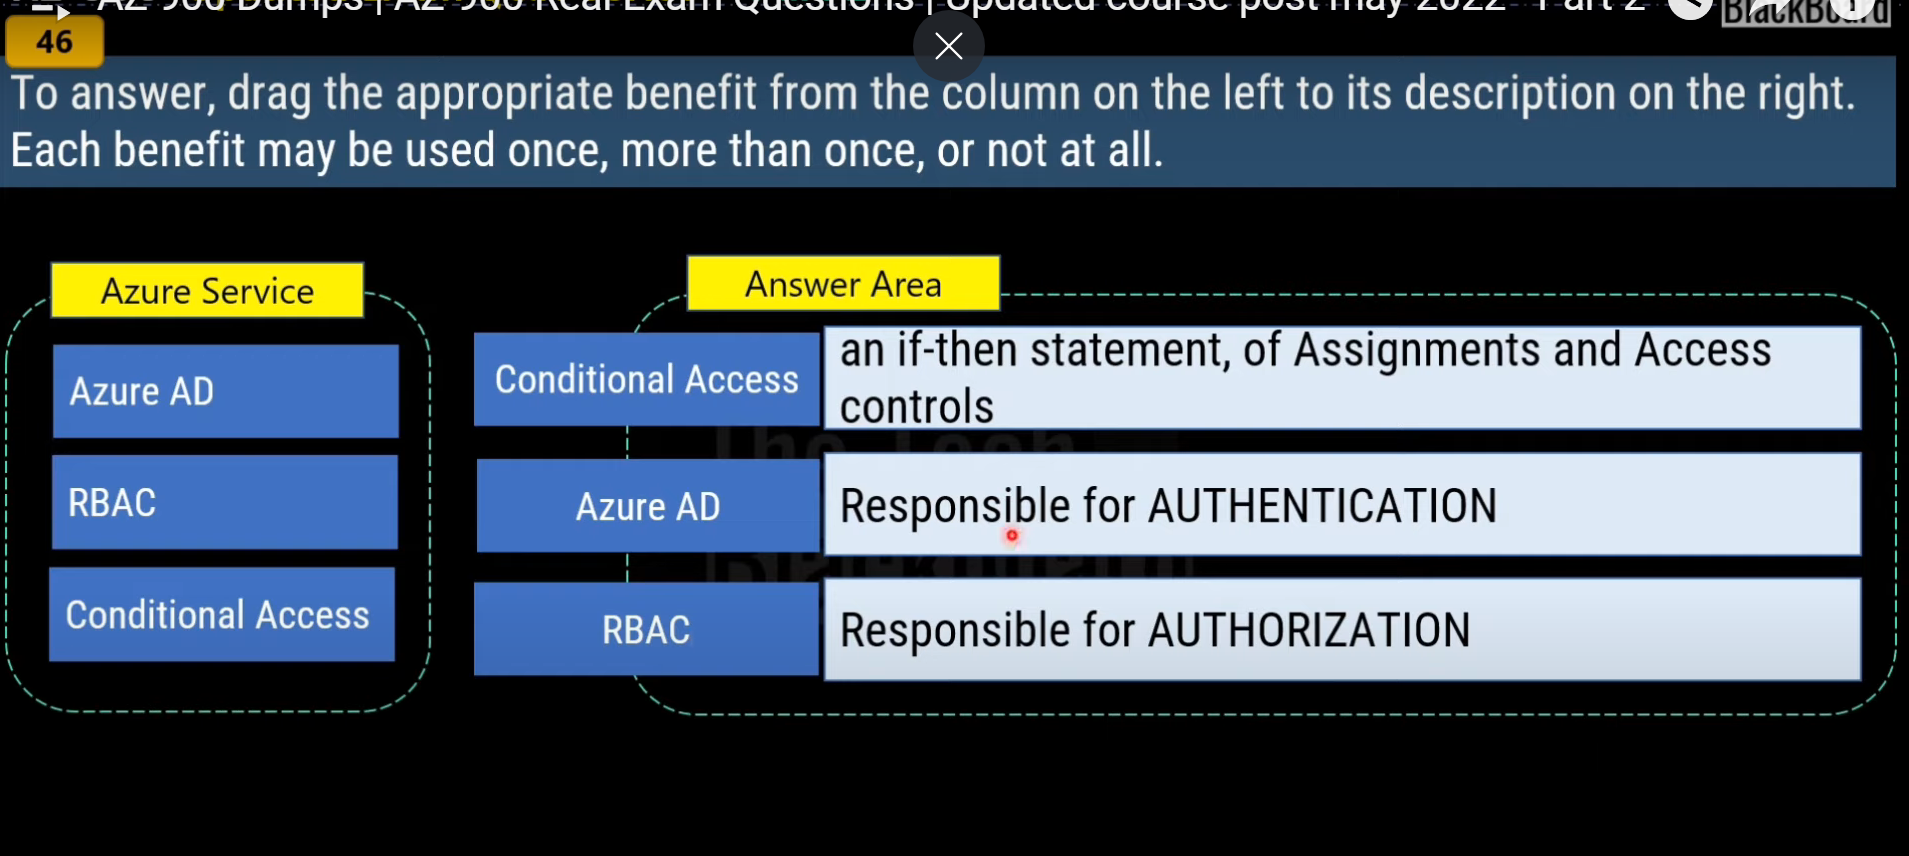 AZ-900 Dumps | AZ-900 Real Exam Questions | Updated course post may 2022 - Part 2
BlackBoard
46
To answer, drag the appropriate benefit from the column on the left to its description on the right.
Each benefit may be used once, more than once, or not at all.
Azure Service
Answer Area
Azure AD
RBAC
Conditional Access
Conditional Access
an if-then statement, of Assignments and Access
controls
Azure AD
Responsible for AUTHENTICATION
RBAC
Responsible for AUTHORIZATION